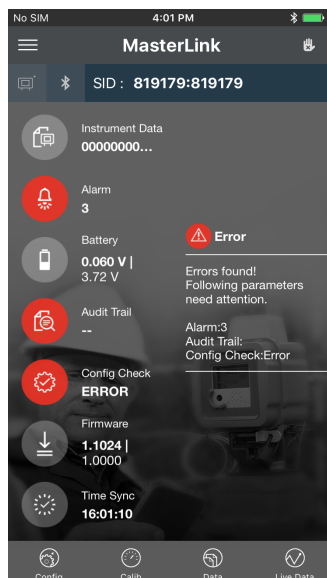 No SIM 4:01 PM
MasterLink
SID : 819179:819179
Instrument Data
00000000...
Alarm
3
Battery
0.060 V |
3.72 V
Audit Trail
--
Config Check
ERROR
Firmware
1.1024 |
1.0000
Time Sync
16:01:10
Error
Errors found!
Following parameters
need attention.
Alarm:3
Audit Trail:
Config Check:Error
Config Calib Data Live Data